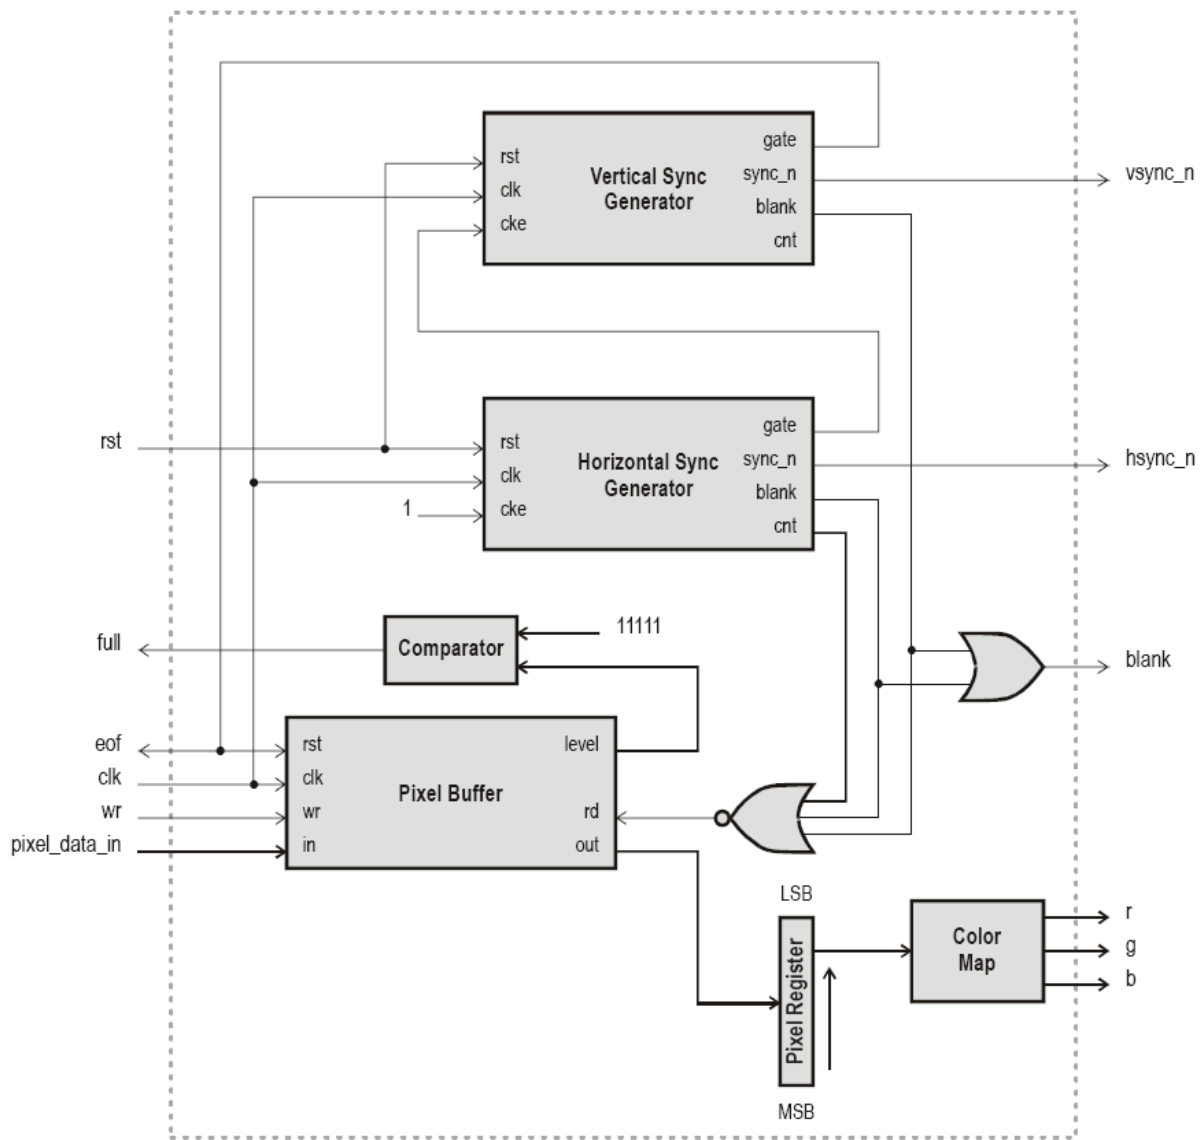 gate
rst
Vertical Sync
Generator
sync_n
vsync_n
clk
blank
cke
cnt
gate
rst
rst
Horizontal Sync
Generator
sync_n
hsync_n
clk
blank
1
cke
cnt
11111
full
Comparator
blank
eof
rst
level
clk
clk
Pixel Buffer
wr
wr
rd
pixel_data_in
in
out
LSB
Pixel Register
MSB
Color
Map
r
g
b